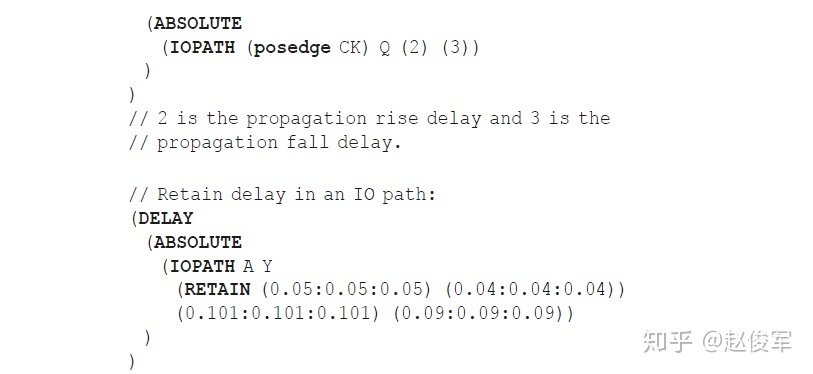 (ABSOLUTE
(IOPATH (posedge CK) Q (2) (3))
)
)
// 2 is the propagation rise delay and 3 is the
// propagation fall delay.
// Retain delay in an IO path:
(DELAY
(ABSOLUTE
(IOPATH A Y
(RETAIN (0.05:0.05:0.05) (0.04:0.04:0.04))
(0.101:0.101:0.101) (0.09:0.09:0.09))
)
)
知乎 @赵俊军